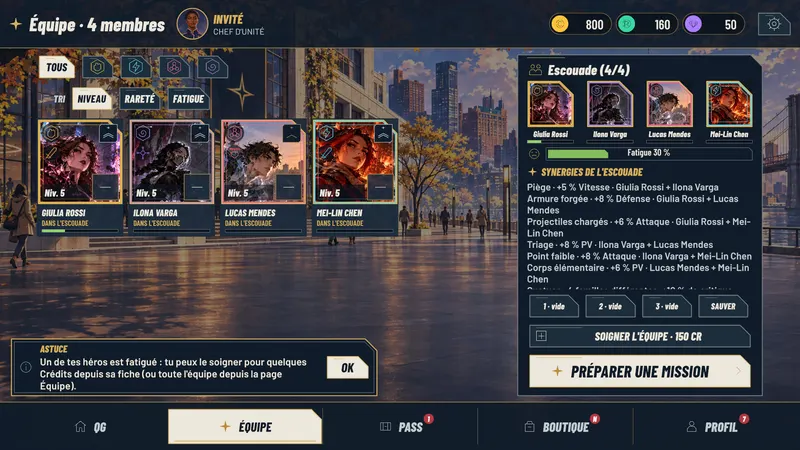 Équipe · 4 membres
INVITÉ
CHEF D'UNITÉ
800
160
50
TOUS
TRI
NIVEAU
RARETÉ
FATIGUE
Niv. 5
Niv. 5
Niv. 5
Niv. 5
GIULIA ROSSI
ILONA VARGA
LUCAS MENDES
MEI-LIN CHEN
DANS L'ESCOUADE
DANS L'ESCOUADE
DANS L'ESCOUADE
DANS L'ESCOUADE
Escouade (4/4)
Giulia Rossi
Ilona Varga
Lucas Mendes
Mei-Lin Chen
Fatigue 30 %
SYNERGIES DE L'ESCOUADE
Piège · +5 % Vitesse · Giulia Rossi + Ilona Varga
Armure forgée · +8 % Défense · Giulia Rossi + Lucas
Mendes
Projectiles chargés · +6 % Attaque · Giulia Rossi + Mei-
Lin Chen
Triage · +8 % PV · Ilona Varga + Lucas Mendes
Point faible · +8 % Attaque · Ilona Varga + Mei-Lin Chen
Corps élémentaire · +6 % PV · Lucas Mendes + Mei-Lin
Chen
1 · vide
2 · vide
3 · vide
SAUVER
SOIGNER L'ÉQUIPE · 150 CR
PRÉPARER UNE MISSION
ASTUCE
Un de tes héros est fatigué : tu peux le soigner pour quelques
Crédits depuis sa fiche (ou toute l'équipe depuis la page
Équipe).
OK
QG
ÉQUIPE
PASS
1
BOUTIQUE
N
PROFIL
7